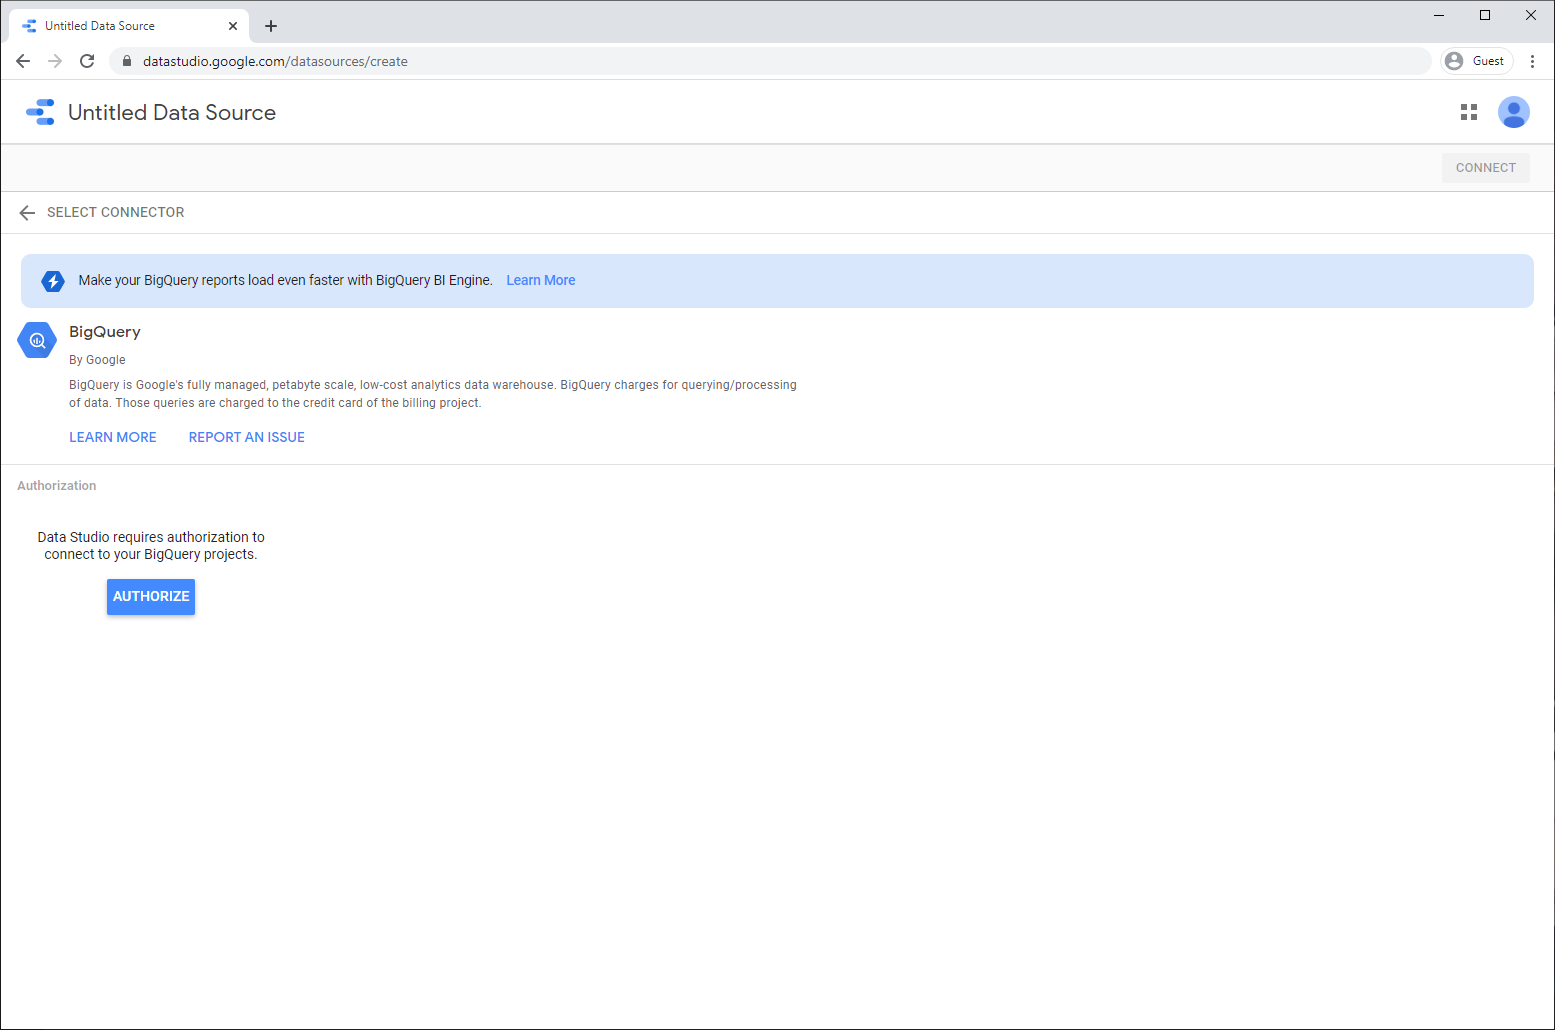 Untitled Data Source
datastudio.google.com/datasources/create
Guest
Untitled Data Source
CONNECT
SELECT CONNECTOR
Make your BigQuery reports load even faster with BigQuery BI Engine. Learn More
BigQuery
By Google
BigQuery is Google's fully managed, petabyte scale, low-cost analytics data warehouse. BigQuery charges for querying/processing
of data. Those queries are charged to the credit card of the billing project.
LEARN MORE REPORT AN ISSUE
Authorization
Data Studio requires authorization to
connect to your BigQuery projects.
AUTHORIZE